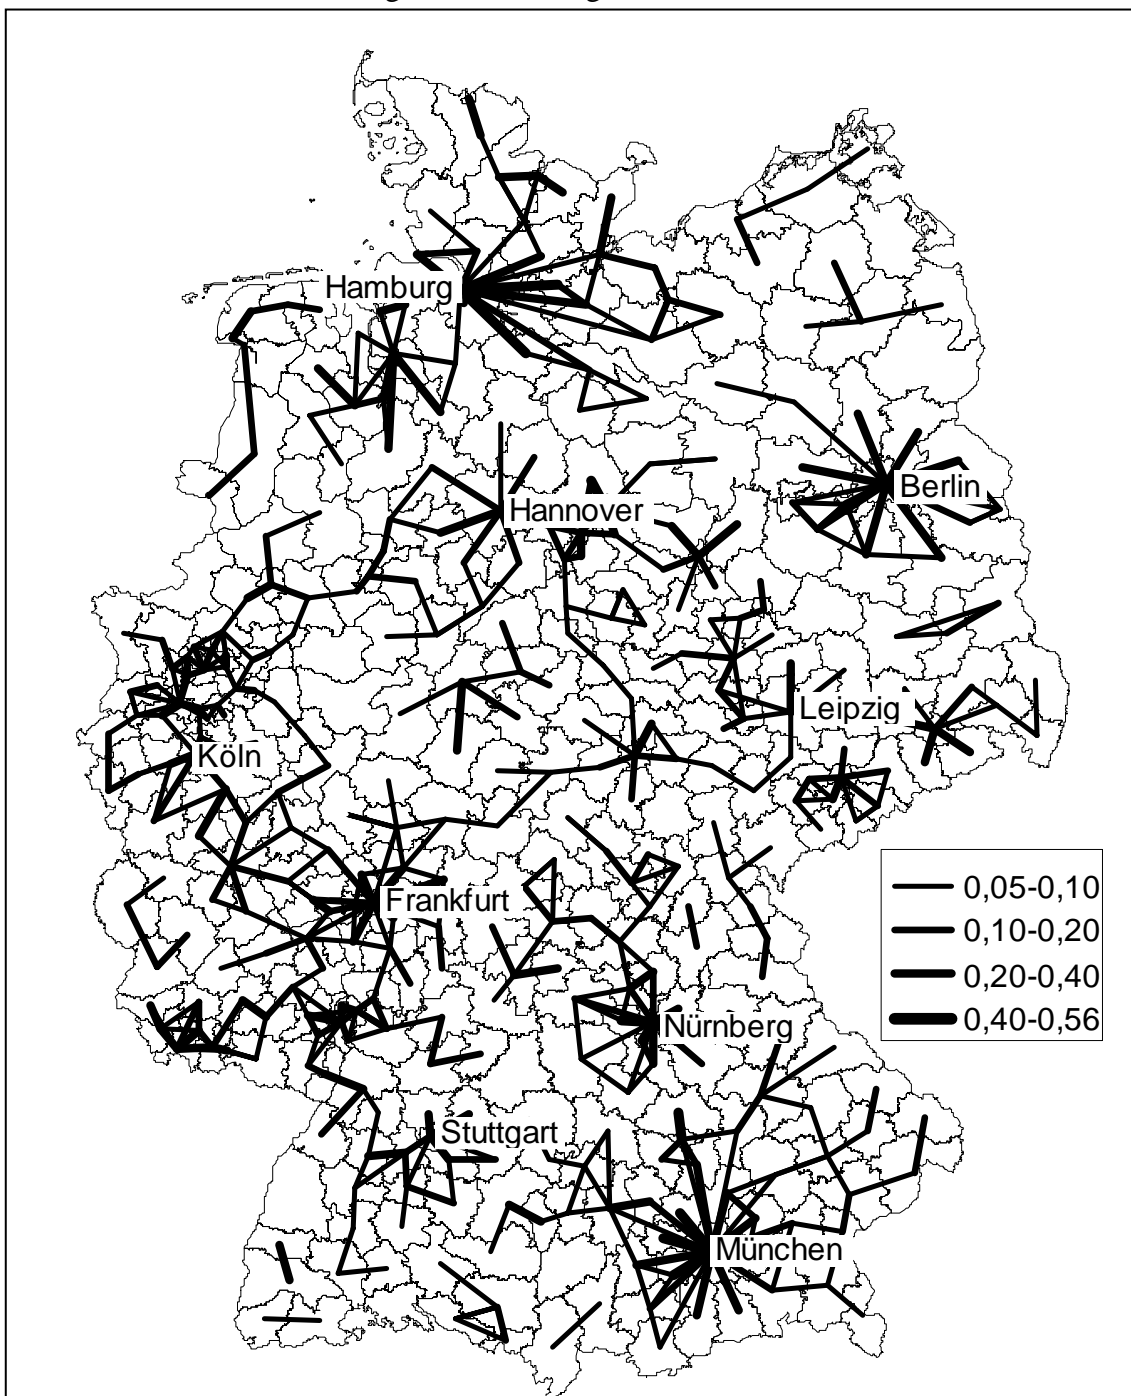 Hamburg
Berlin
Hannover
Leipzig
Köln
Frankfurt
0,05-0,10
0,10-0,20
0,20-0,40
0,40-0,56
Nürnberg
Stuttgart
München